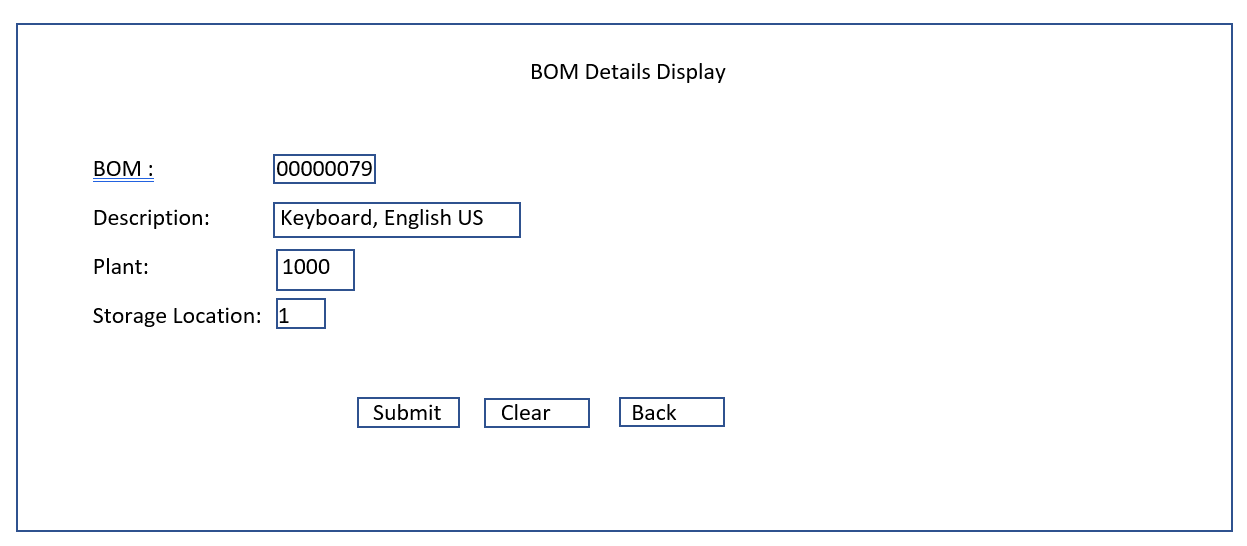 BOM Details Display
BOM : 00000079
Description: Keyboard, English US
Plant: 1000
Storage Location: 1
Submit Clear Back